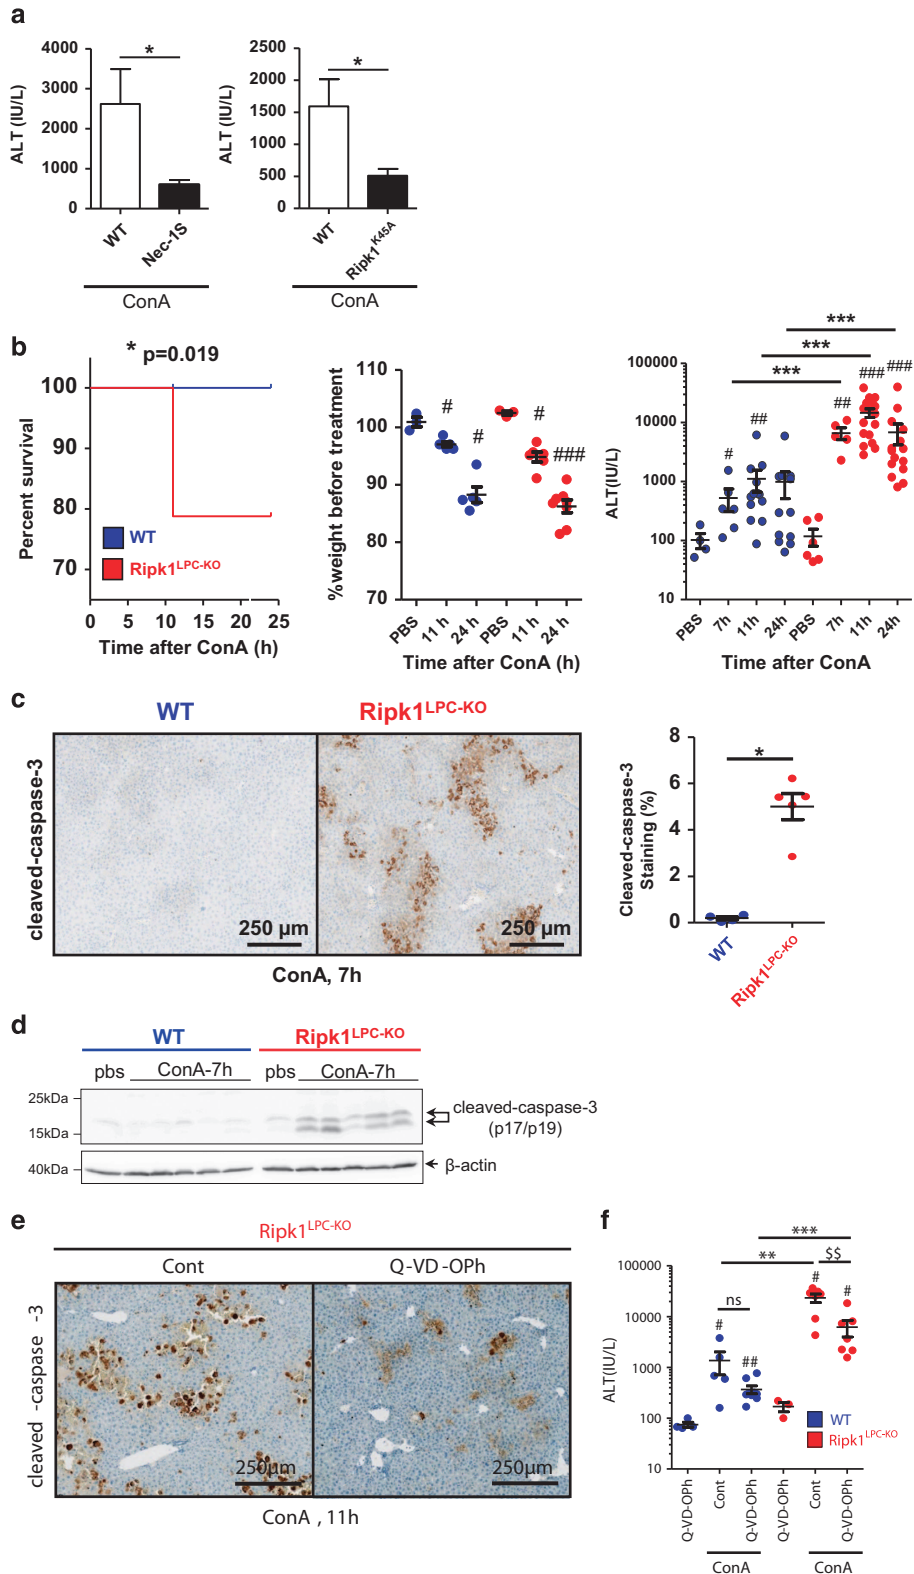 a
ALT (IU/L)
4000
3000
2000
1000
0
*
WT
Nec-1S
ConA
ALT (IU/L)
2500
2000
1500
1000
500
0
*
WT
Ripk1K45A
ConA
b
Percent survival
* p=0.019
100
90
80
70
WT
Ripk1LPC-KO
0 5 10 15 20 25
Time after ConA (h)
%weight before treatment
110
100
90
80
70
#
#
#
###
PBS 11 h 24 h PBS 11 h 24 h
Time after ConA (h)
ALT(IU/L)
100000
10000
1000
100
10
***
***
***
#
##
##
###
###
PBS 7h 11h 24h PBS 7h 11h 24h
Time after ConA
c
WT Ripk1LPC-KO
cleaved-caspase-3
250 µm 250 µm
ConA, 7h
Cleaved-caspase-3
Staining (%)
8
6
4
2
0
*
WT
Ripk1LPC-KO
d
WT Ripk1LPC-KO
pbs ConA-7h pbs ConA-7h
25kDa
15kDa
cleaved-caspase-3
(p17/p19)
40kDa
β-actin
e
Ripk1LPC-KO
Cont Q-VD-OPh
cleaved -caspase -3
250µm 250µm
ConA , 11h
f
ALT(IU/L)
100000
10000
1000
100
10
***
** $$
# #
ns
#
##
WT
Ripk1LPC-KO
Q-VD-OPh Cont Q-VD-OPh Q-VD-OPh Cont Q-VD-OPh
ConA ConA